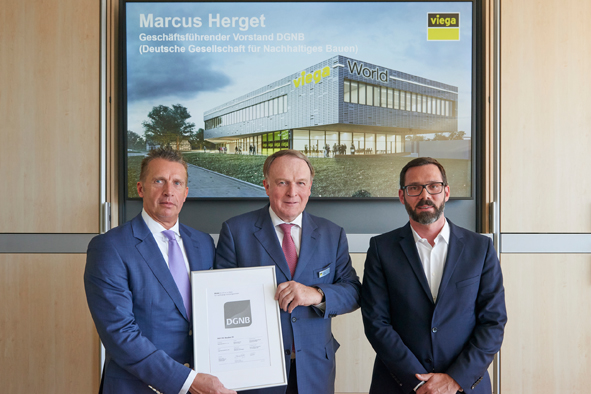 Marcus Herget
Geschäftsführender Vorstand DGNB
(Deutsche Gesellschaft für Nachhaltiges Bauen)
viega
viega World
DGNB